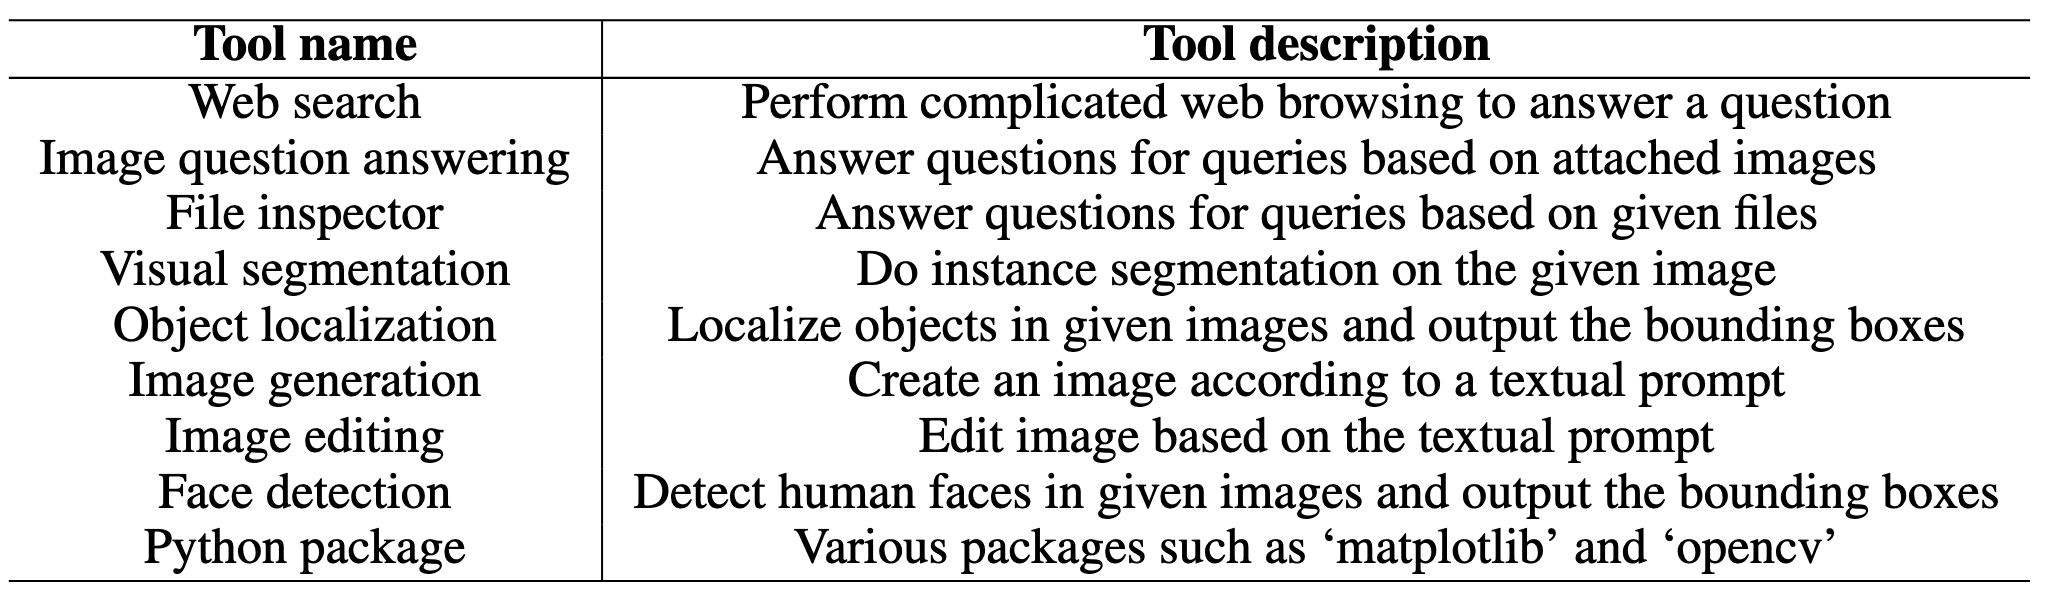 Tool name Tool description
Web search Perform complicated web browsing to answer a question
Image question answering Answer questions for queries based on attached images
File inspector Answer questions for queries based on given files
Visual segmentation Do instance segmentation on the given image
Object localization Localize objects in given images and output the bounding boxes
Image generation Create an image according to a textual prompt
Image editing Edit image based on the textual prompt
Face detection Detect human faces in given images and output the bounding boxes
Python package Various packages such as ‘matplotlib’ and ‘opencv’